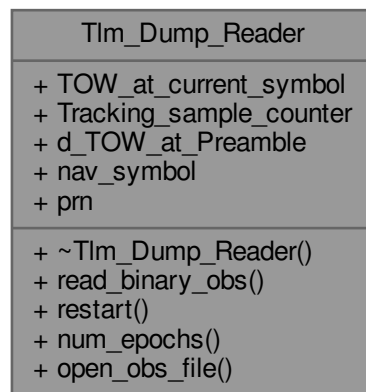 Tlm_Dump_Reader
+ TOW_at_current_symbol
+ Tracking_sample_counter
+ d_TOW_at_Preamble
+ nav_symbol
+ prn
+ ~Tlm_Dump_Reader()
+ read_binary_obs()
+ restart()
+ num_epochs()
+ open_obs_file()